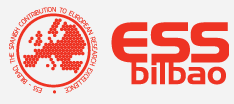 ESS BILBAO, THE SPANISH CONTRIBUTION TO EUROPEAN RESEARCH EXCELLENCE
ESS
bilbao